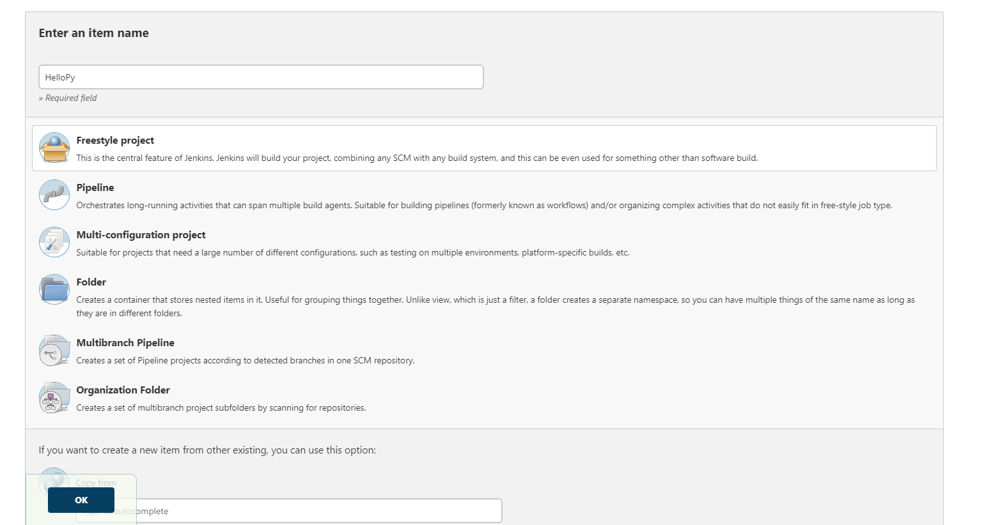 Enter an item name
HelloPy
» Required field
Freestyle project
This is the central feature of Jenkins. Jenkins will build your project, combining any SCM with any build system, and this can be even used for something other than software build.
Pipeline
Orchestrates long-running activities that can span multiple build agents. Suitable for building pipelines (formerly known as workflows) and/or organizing complex activities that do not easily fit in free-style job type.
Multi-configuration project
Suitable for projects that need a large number of different configurations, such as testing on multiple environments, platform-specific builds, etc.
Folder
Creates a container that stores nested items in it. Useful for grouping things together. Unlike view, which is just a filter, a folder creates a separate namespace, so you can have multiple things of the same name as long as
they are in different folders.
Multibranch Pipeline
Creates a set of Pipeline projects according to detected branches in one SCM repository.
Organization Folder
Creates a set of multibranch project subfolders by scanning for repositories.
If you want to create a new item from other existing, you can use this option:
Copy from
OK
Type to autocomplete